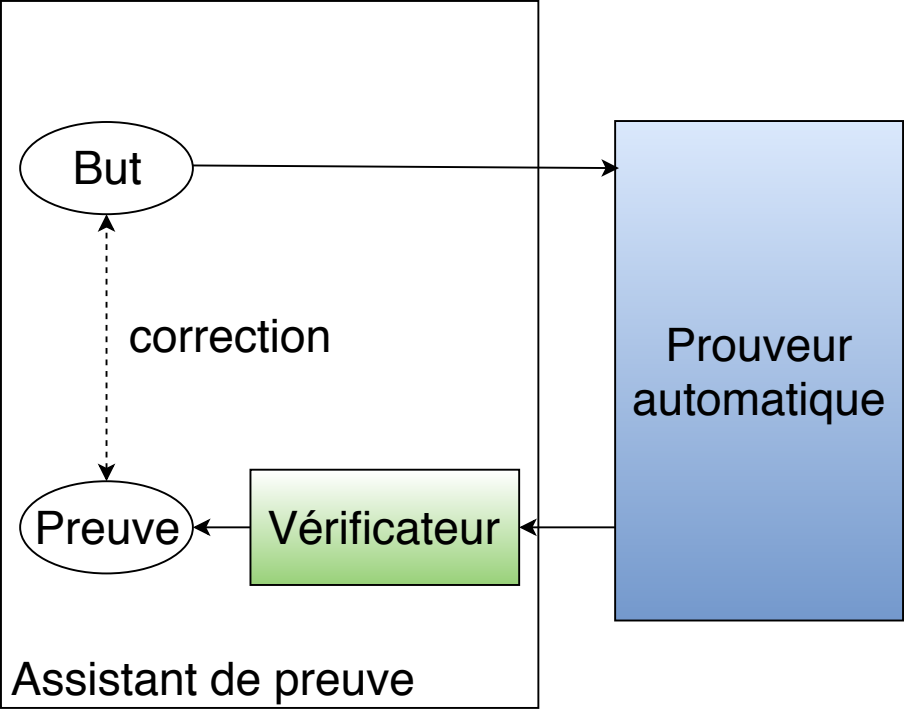 But
correction
Prouveur
automatique
Preuve
Vérificateur
Assistant de preuve